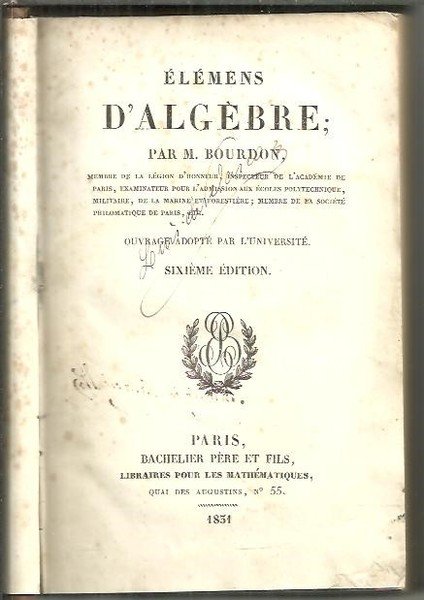 ÉLÉMENS
D'ALGÈBRE;
PAR M. BOURDON,
MEMBRE DE LA LÉGION D'HONNEUR, INSPECTEUR DE L'ACADÉMIE DE
PARIS, EXAMINATEUR POUR L'ADMISSION AUX ÉCOLES POLYTECHNIQUE,
MILITAIRE, DE LA MARINE ET FORESTIÈRE; MEMBRE DE LA SOCIÉTÉ
PHILOMATIQUE DE PARIS, ETC.
OUVRAGE ADOPTÉ PAR L'UNIVERSITÉ.
SIXIÈME ÉDITION.
PARIS,
BACHELIER PÈRE ET FILS,
LIBRAIRES POUR LES MATHÉMATIQUES,
QUAI DES AUGUSTINS, N° 55.
1831